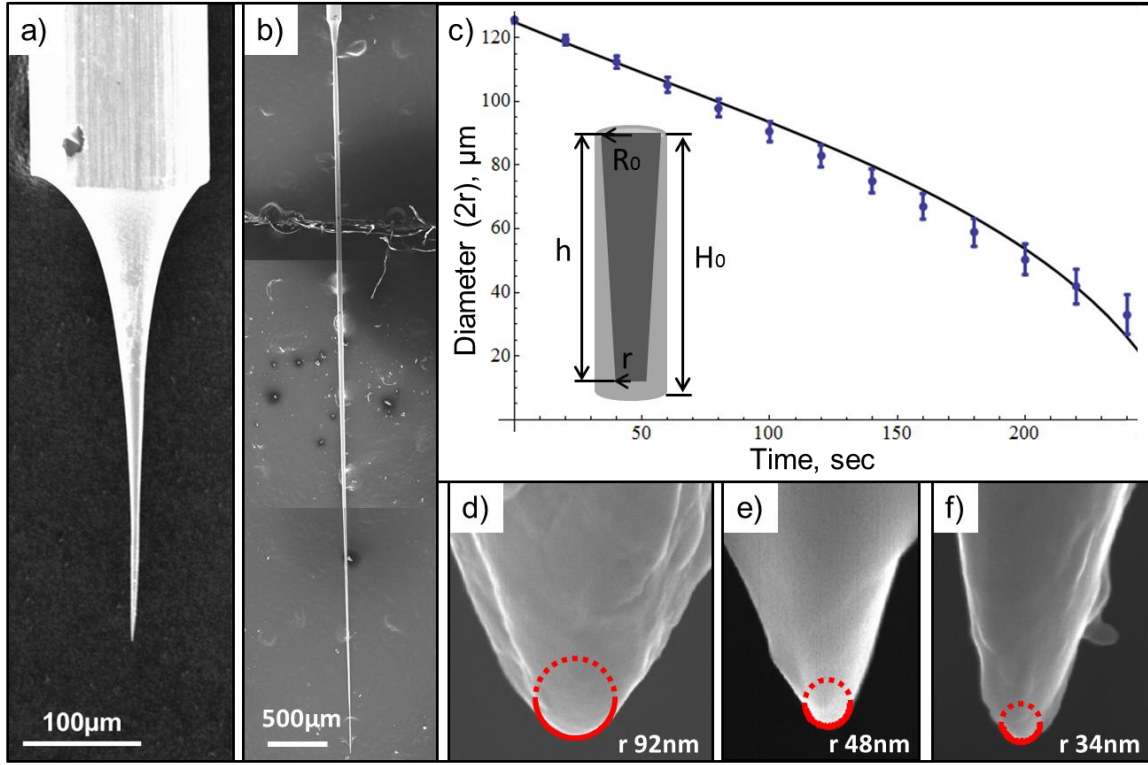 a)
100µm
b)
500µm
c)
Diameter (2r), µm
120
100
80
60
40
20
50
100
150
200
Time, sec
R₀
h
H₀
r
d)
r 92nm
e)
r 48nm
f)
r 34nm